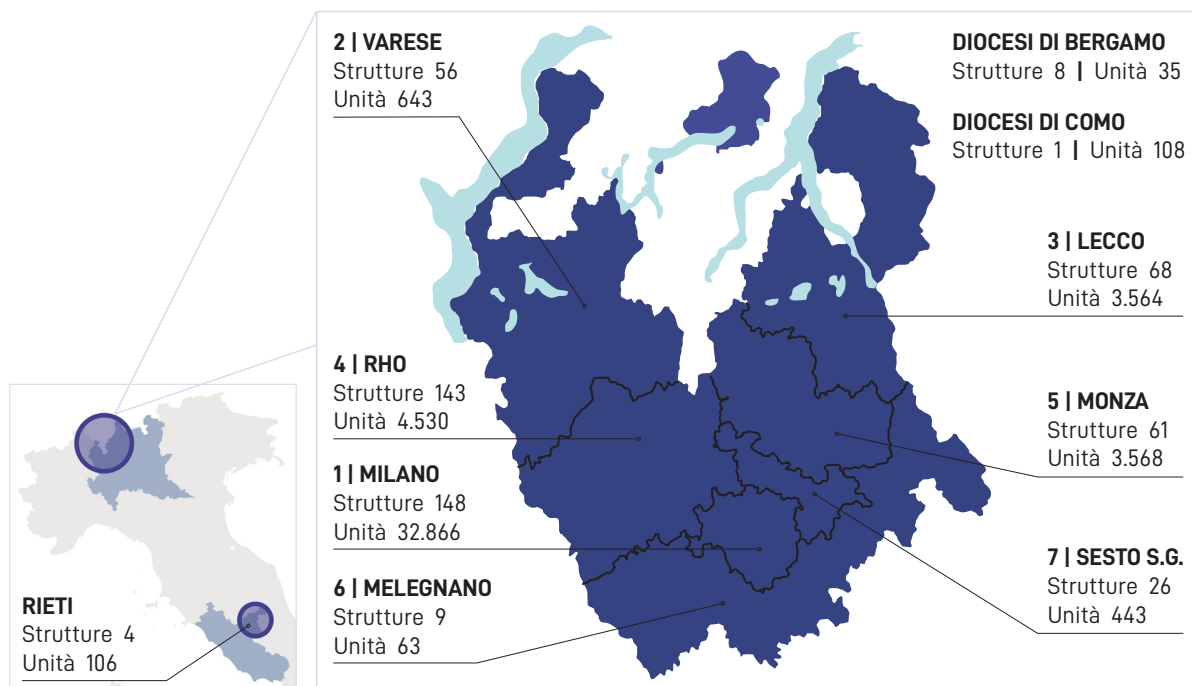 2 | VARESE
Strutture 56
Unità 643
DIOCESI DI BERGAMO
Strutture 8 | Unità 35
DIOCESI DI COMO
Strutture 1 | Unità 108
3 | LECCO
Strutture 68
Unità 3.564
4 | RHO
Strutture 143
Unità 4.530
5 | MONZA
Strutture 61
Unità 3.568
1 | MILANO
Strutture 148
Unità 32.866
7 | SESTO S.G.
Strutture 26
Unità 443
6 | MELEGNANO
Strutture 9
Unità 63
RIETI
Strutture 4
Unità 106